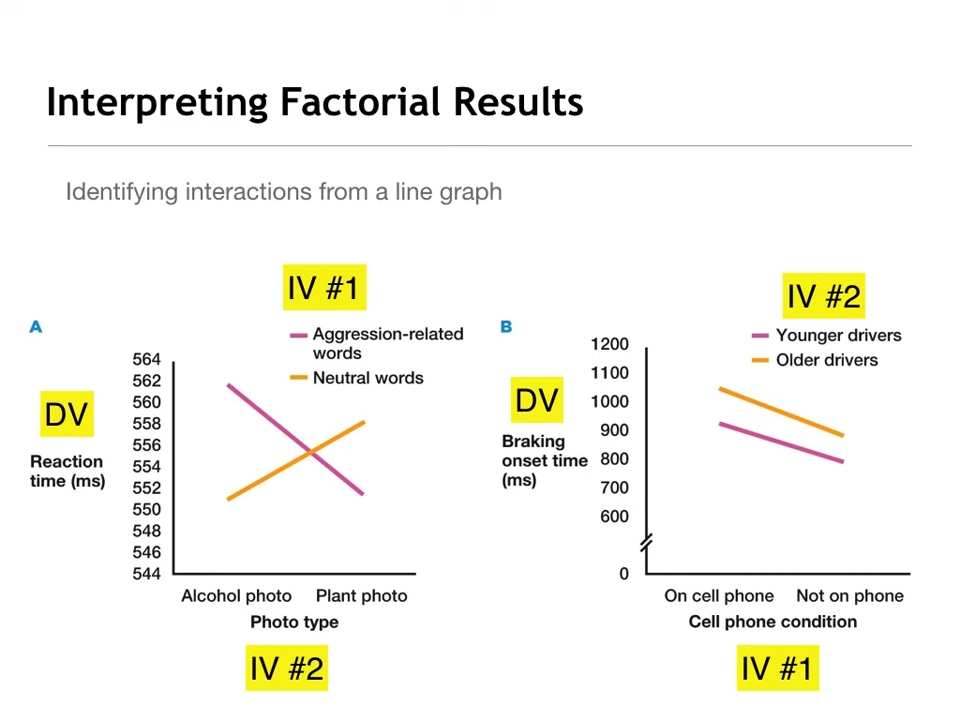 Interpreting Factorial Results
Identifying interactions from a line graph
IV #1
A
Aggression-related
words
Neutral words
DV
Reaction
time (ms)
564
562
560
558
556
554
552
550
548
546
544
Alcohol photo
Plant photo
Photo type
IV #2
IV #2
B
Younger drivers
Older drivers
DV
Braking
onset time
(ms)
1200
1100
1000
900
800
700
600
0
On cell phone
Not on phone
Cell phone condition
IV #1